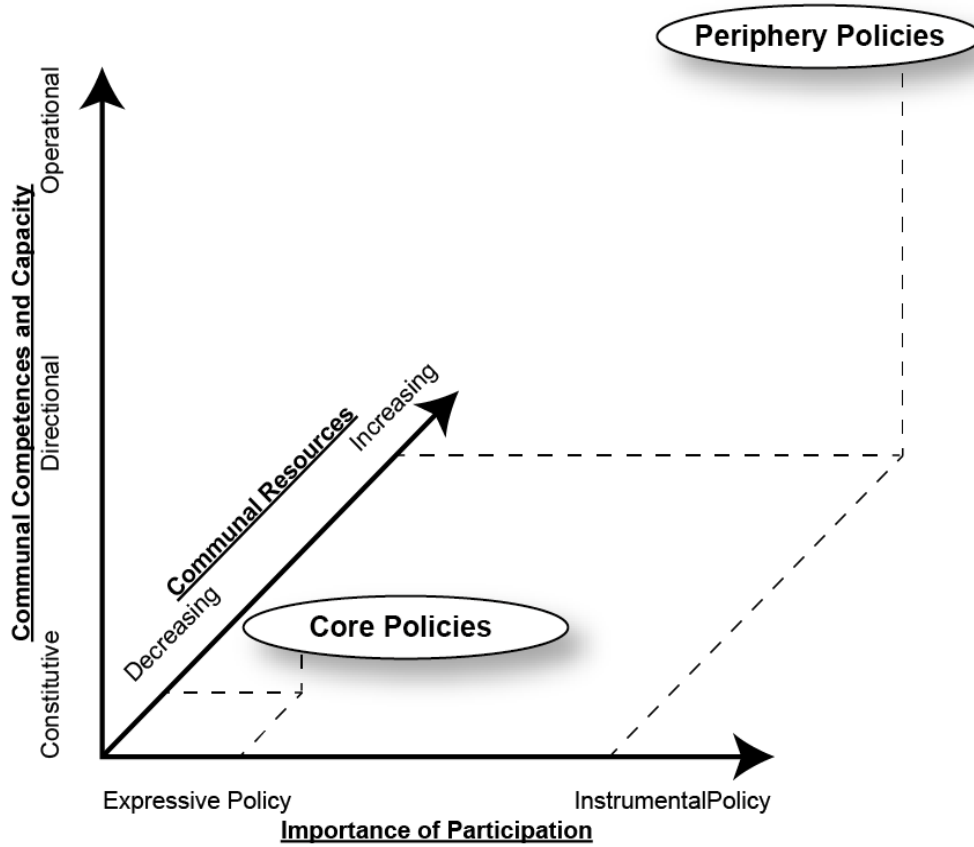 Periphery Policies
Operational
Communal Competences and Capacity
Directional
Increasing
Communal Resources
Decreasing
Core Policies
Constitutive
Expressive Policy
InstrumentalPolicy
Importance of Participation